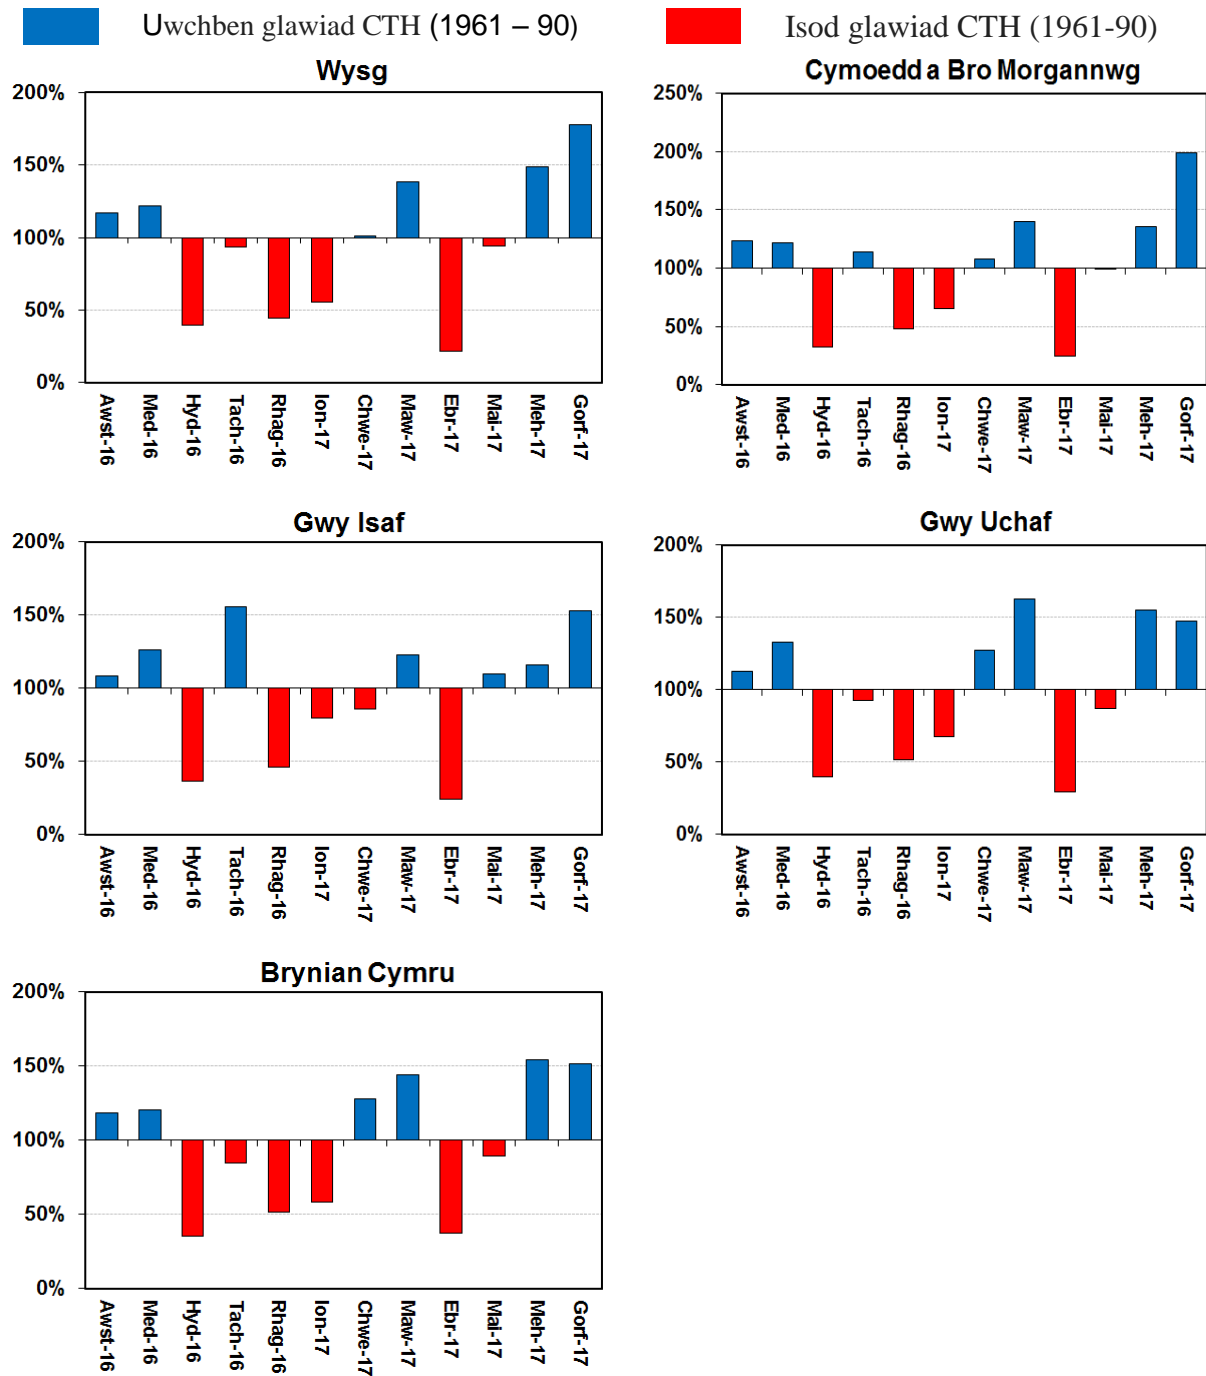 Uwchben glawiad CTH (1961 – 90)
Isod glawiad CTH (1961-90)
Wysg
200%
150%
100%
50%
0%
Awst-16
Med-16
Hyd-16
Tach-16
Rhag-16
Ion-17
Chwe-17
Maw-17
Ebr-17
Mai-17
Meh-17
Gorf-17
Cymoedd a Bro Morgannwg
250%
200%
150%
100%
50%
0%
Awst-16
Med-16
Hyd-16
Tach-16
Rhag-16
Ion-17
Chwe-17
Maw-17
Ebr-17
Mai-17
Meh-17
Gorf-17
Gwy Isaf
200%
150%
100%
50%
0%
Awst-16
Med-16
Hyd-16
Tach-16
Rhag-16
Ion-17
Chwe-17
Maw-17
Ebr-17
Mai-17
Meh-17
Gorf-17
Gwy Uchaf
200%
150%
100%
50%
0%
Awst-16
Med-16
Hyd-16
Tach-16
Rhag-16
Ion-17
Chwe-17
Maw-17
Ebr-17
Mai-17
Meh-17
Gorf-17
Brynian Cymru
200%
150%
100%
50%
0%
Awst-16
Med-16
Hyd-16
Tach-16
Rhag-16
Ion-17
Chwe-17
Maw-17
Ebr-17
Mai-17
Meh-17
Gorf-17